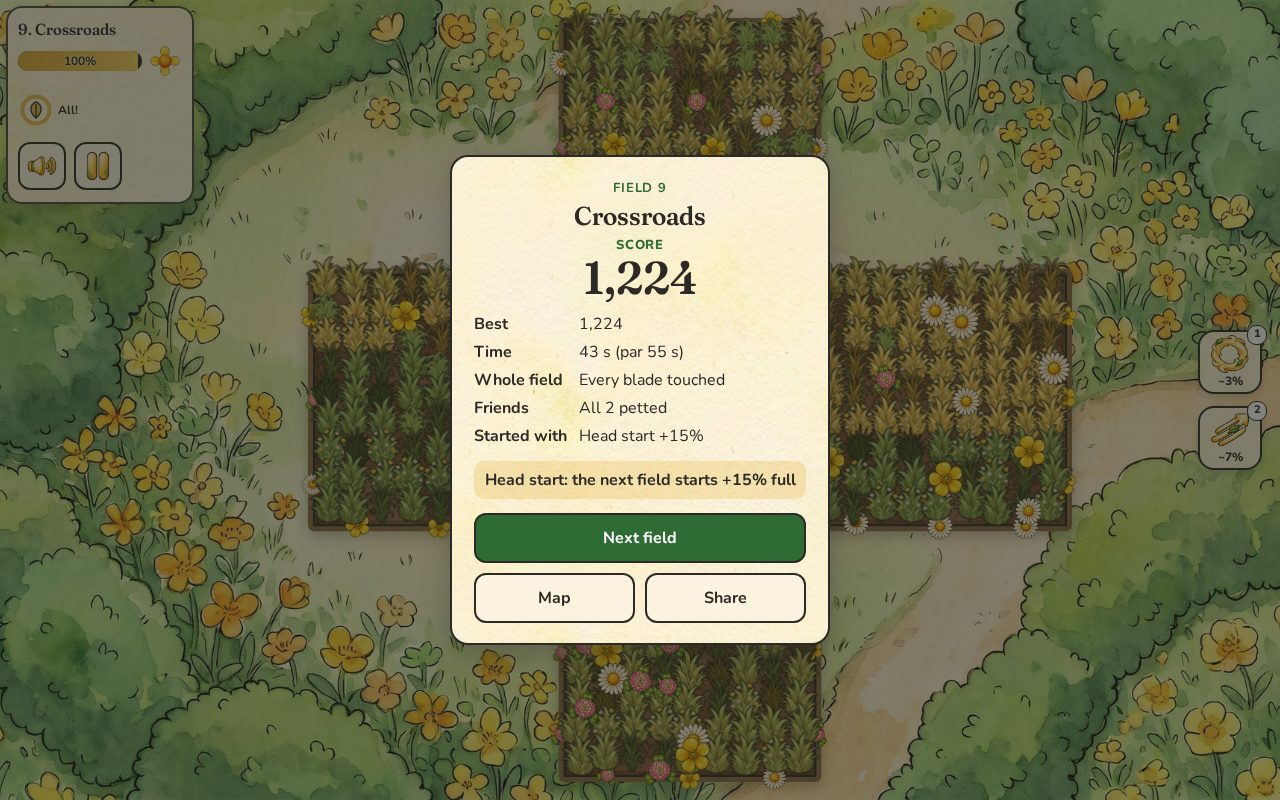 9. Crossroads
100%
All!
FIELD 9
Crossroads
SCORE
1,224
Best 1,224
Time 43 s (par 55 s)
Whole field Every blade touched
Friends All 2 petted
Started with Head start +15%
Head start: the next field starts +15% full
Next field
Map Share
1
~3%
2
~7%